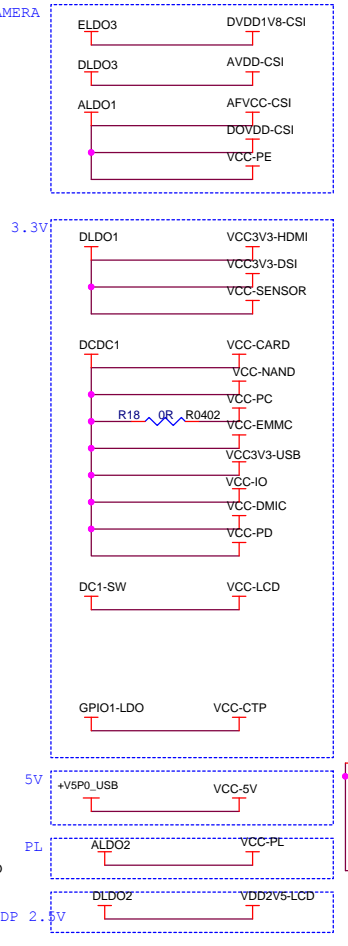 AMERA
ELDO3 DVDD1V8-CSI
DLDO3 AVDD-CSI
ALDO1 AFVCC-CSI
DOVDD-CSI
VCC-PE
3.3V
DLDO1 VCC3V3-HDMI
VCC3V3-DSI
VCC-SENSOR
DCDC1 VCC-CARD
VCC-NAND
VCC-PC
R18 0R R0402
VCC-EMMC
VCC3V3-USB
VCC-IO
VCC-DMIC
VCC-PD
DC1-SW VCC-LCD
GPIO1-LDO VCC-CTP
5V
+V5P0_USB VCC-5V
PL
ALDO2 VCC-PL
DLDO2 VDD2V5-LCD
DP 2.5V